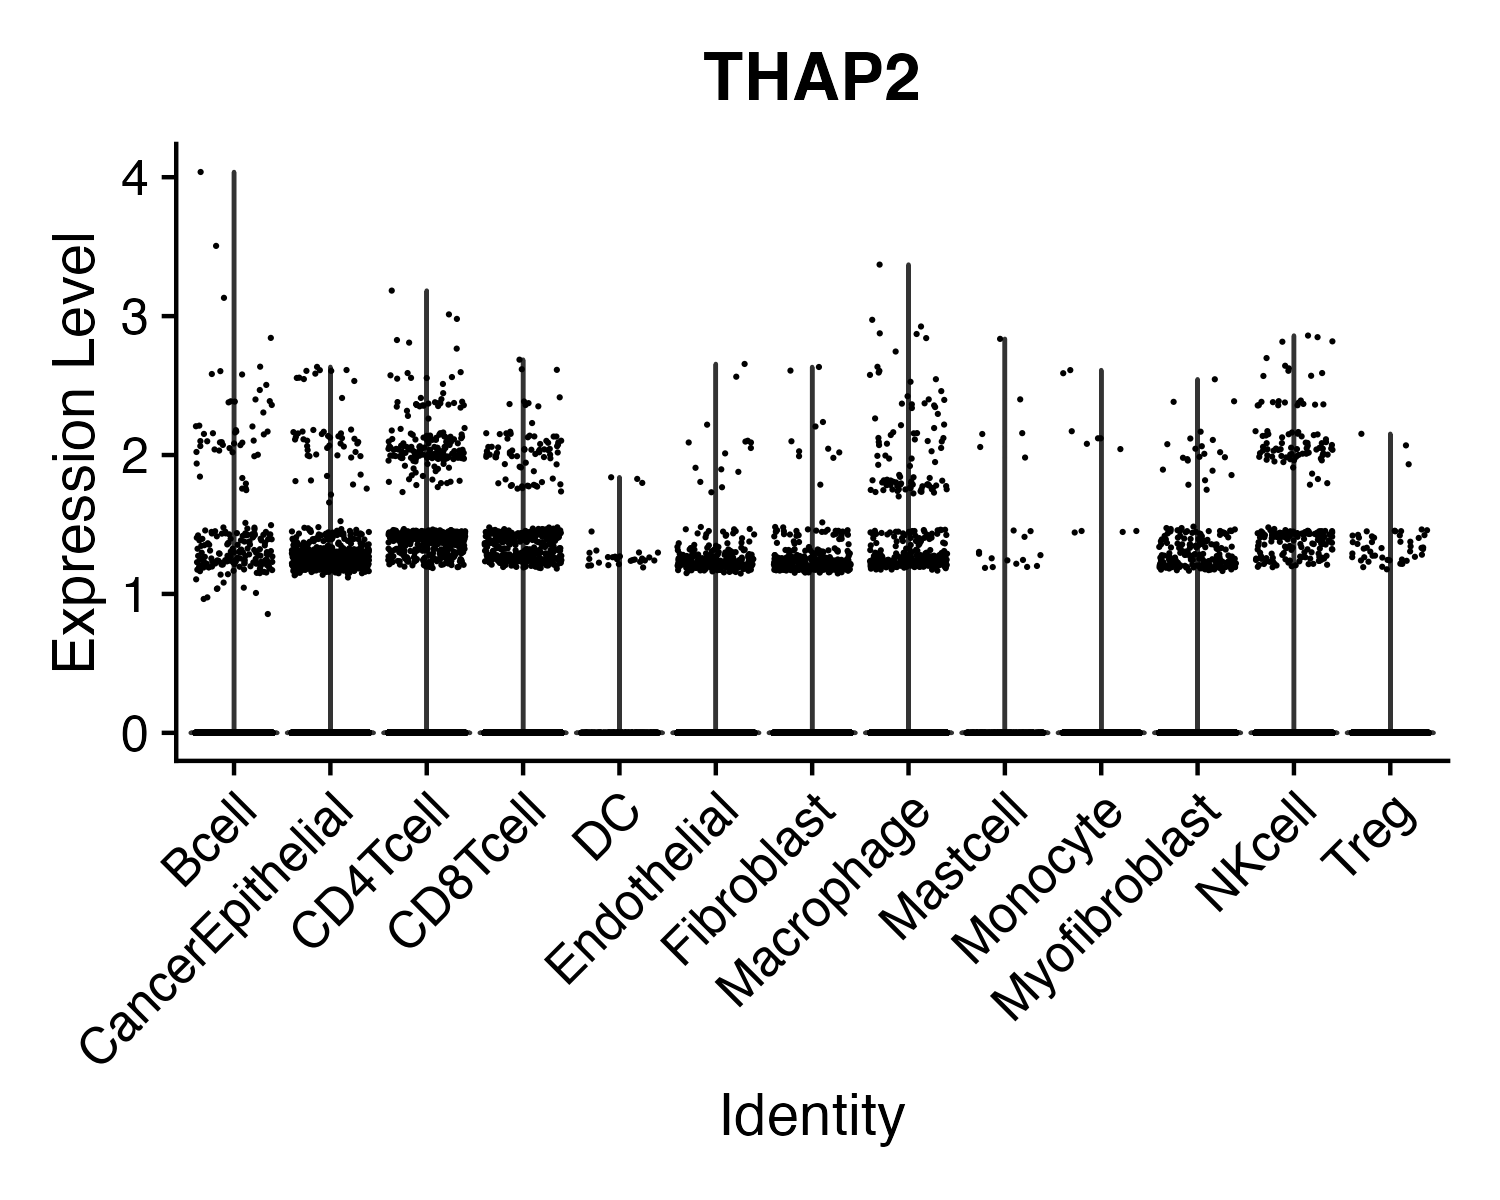 THAP2
Expression Level
4
3
2
1
0
Bcell
CancerEpithelial
CD4Tcell
CD8Tcell
DC
Endothelial
Fibroblast
Macrophage
Mastcell
Monocyte
Myofibroblast
NKcell
Treg
Identity